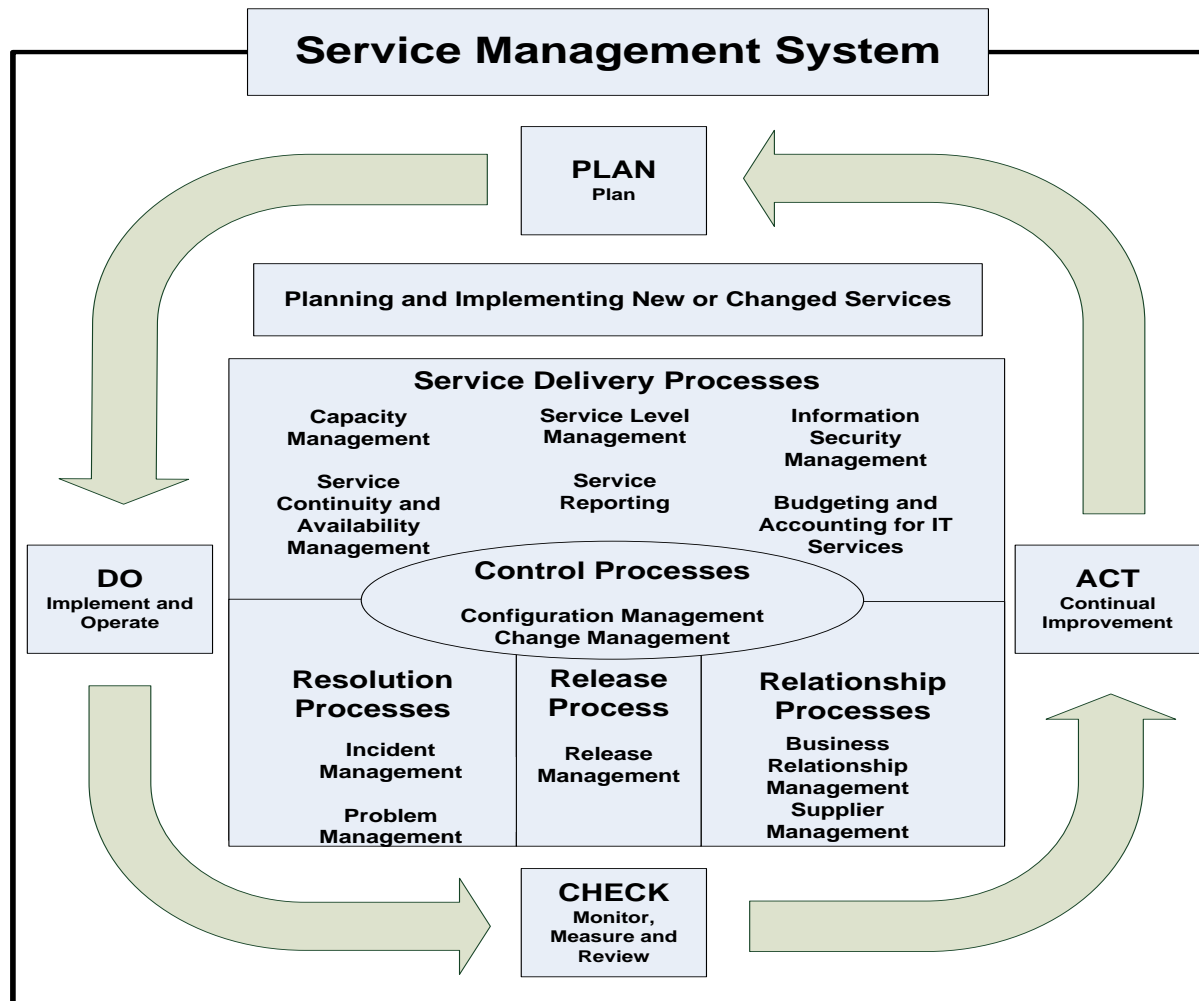 Service Management System
PLAN
Plan
Planning and Implementing New or Changed Services
Service Delivery Processes
Capacity
Management
Service
Continuity and
Availability
Management
Service Level
Management
Service
Reporting
Information
Security
Management
Budgeting and
Accounting for IT
Services
Control Processes
Configuration Management
Change Management
DO
Implement and
Operate
ACT
Continual
Improvement
Resolution
Processes
Incident
Management
Problem
Management
Release
Process
Release
Management
Relationship
Processes
Business
Relationship
Management
Supplier
Management
CHECK
Monitor,
Measure and
Review